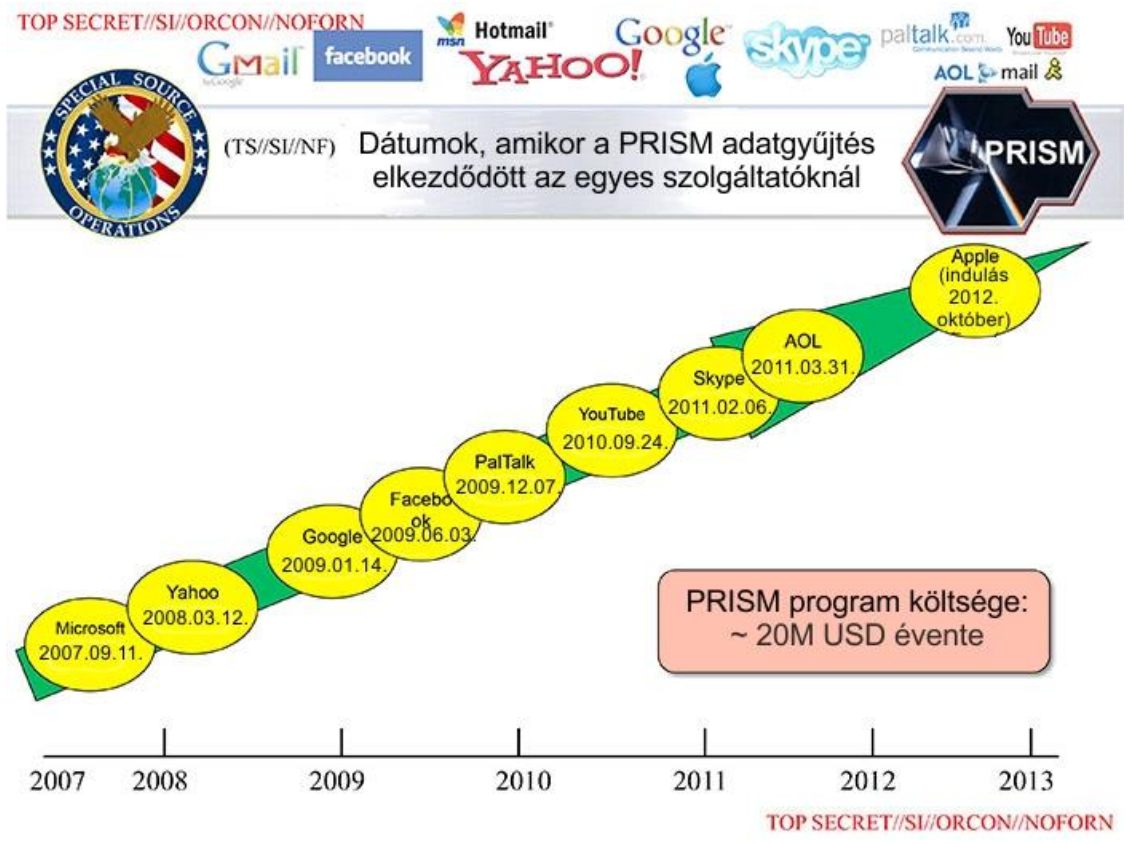 TOP SECRET//SI//ORCON//NOFORN
GMail
by Google
facebook
msn
Hotmail
YAHOO!
Google
skype
paltalk.com
YouTube
AOL mail
SPECIAL SOURCE
OPERATIONS
(TS//SI//NF)
Dátumok, amikor a PRISM adatgyűjtés
elkezdődött az egyes szolgáltatóknál
PRISM
Apple
(indulás
2012.
október)
AOL
2011.03.31.
Skype
2011.02.06.
YouTube
2010.09.24.
PalTalk
2009.12.07.
Facebo
ok
2009.06.03.
Google
2009.01.14.
Yahoo
2008.03.12.
Microsoft
2007.09.11.
PRISM program költsége:
~ 20M USD évente
2007 2008 2009 2010 2011 2012 2013
TOP SECRET//SI//ORCON//NOFORN